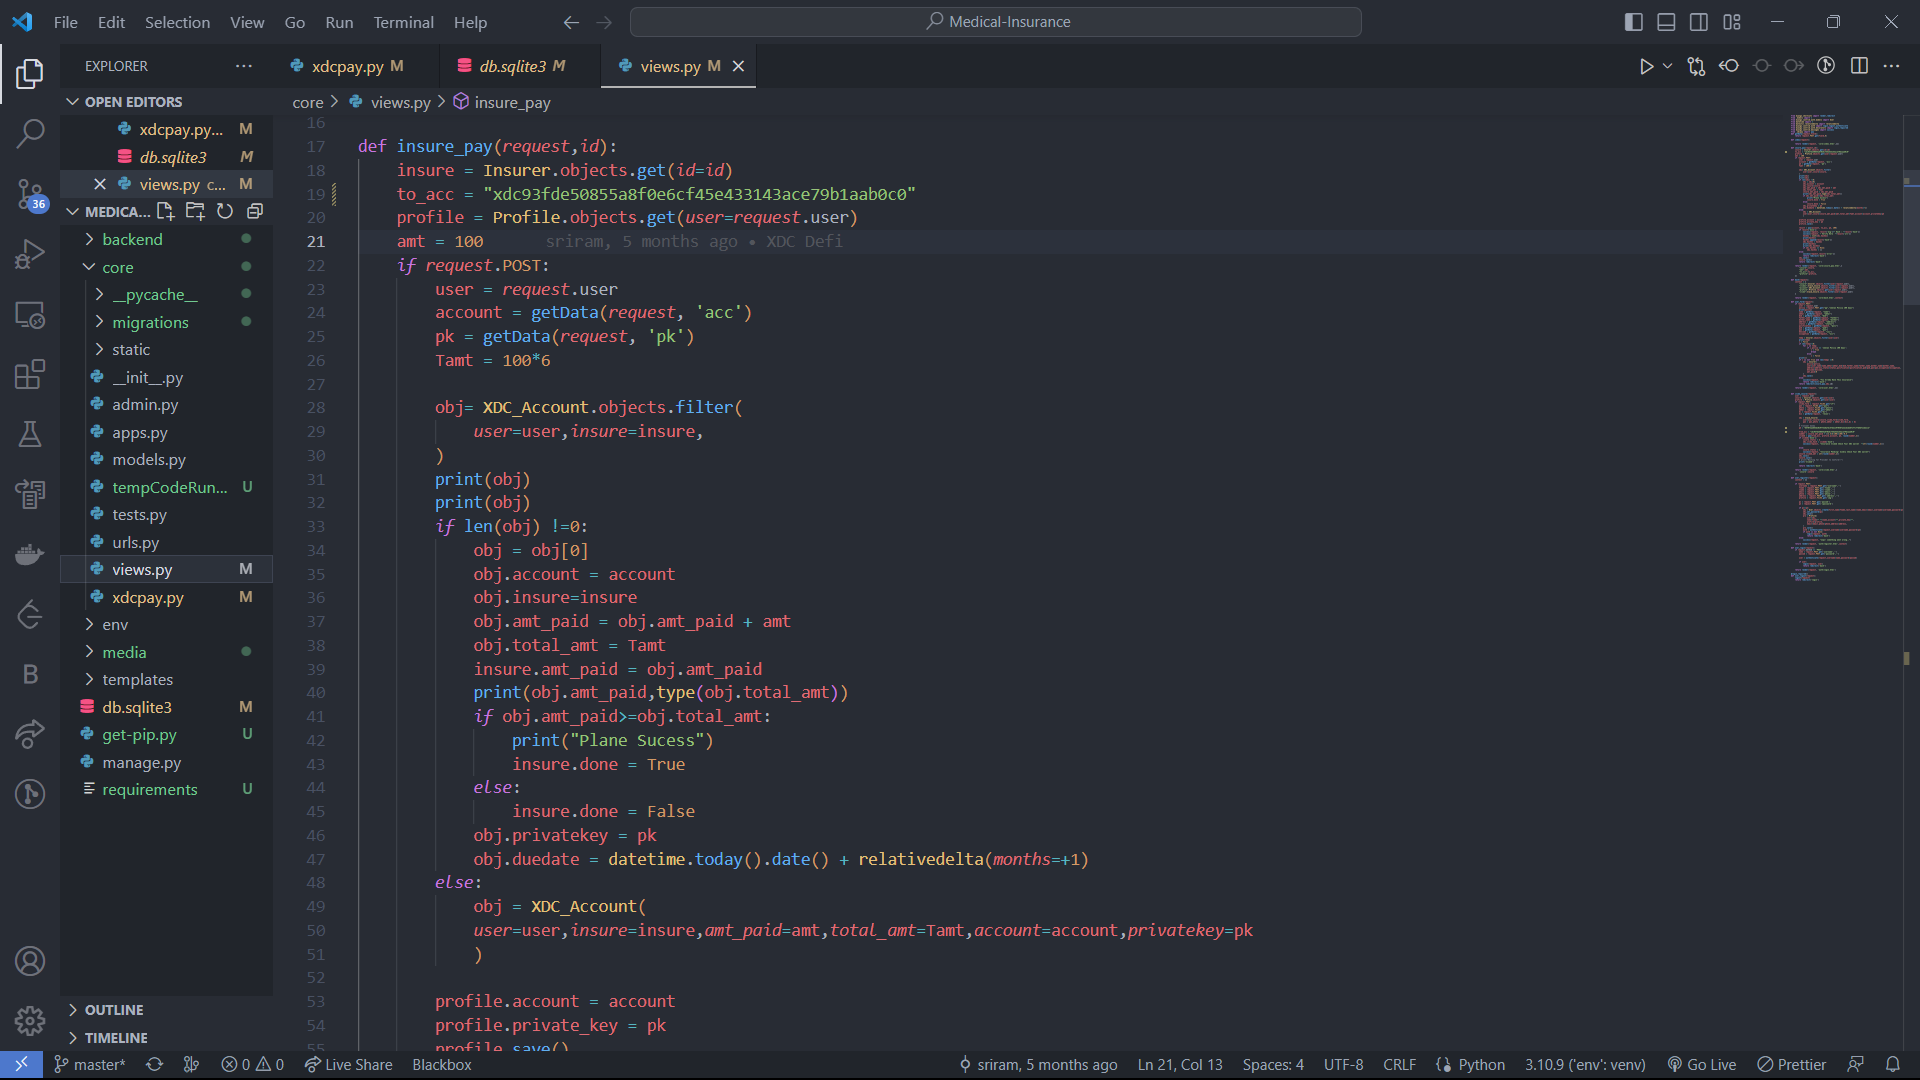 File Edit Selection View Go Run Terminal Help
Medical-Insurance
EXPLORER
xdcpay.py M
db.sqlite3 M
views.py M
OPEN EDITORS
xdcpay.py... M
db.sqlite3 M
views.py c... M
MEDICA...
backend
core
__pycache__
migrations
static
__init__.py
admin.py
apps.py
models.py
tempCodeRun... U
tests.py
urls.py
views.py M
xdcpay.py M
env
media
templates
db.sqlite3 M
get-pip.py U
manage.py
requirements U
OUTLINE
TIMELINE
36
core > views.py > insure_pay
16
17 def insure_pay(request,id):
18 insure = Insurer.objects.get(id=id)
19 to_acc = "xdc93fde50855a8f0e6cf45e433143ace79b1aab0c0"
20 profile = Profile.objects.get(user=request.user)
21 amt = 100 sriram, 5 months ago • XDC Defi
22 if request.POST:
23 user = request.user
24 account = getData(request, 'acc')
25 pk = getData(request, 'pk')
26 Tamt = 100*6
27
28 obj= XDC_Account.objects.filter(
29 user=user,insure=insure,
30 )
31 print(obj)
32 print(obj)
33 if len(obj) !=0:
34 obj = obj[0]
35 obj.account = account
36 obj.insure=insure
37 obj.amt_paid = obj.amt_paid + amt
38 obj.total_amt = Tamt
39 insure.amt_paid = obj.amt_paid
40 print(obj.amt_paid,type(obj.total_amt))
41 if obj.amt_paid>=obj.total_amt:
42 print("Plane Sucess")
43 insure.done = True
44 else:
45 insure.done = False
46 obj.privatekey = pk
47 obj.duedate = datetime.today().date() + relativedelta(months=+1)
48 else:
49 obj = XDC_Account(
50 user=user,insure=insure,amt_paid=amt,total_amt=Tamt,account=account,privatekey=pk
51 )
52
53 profile.account = account
54 profile.private_key = pk
55 profile.save()
master* 0 0 Live Share Blackbox sriram, 5 months ago Ln 21, Col 13 Spaces: 4 UTF-8 CRLF Python 3.10.9 ('env': venv) Go Live Prettier